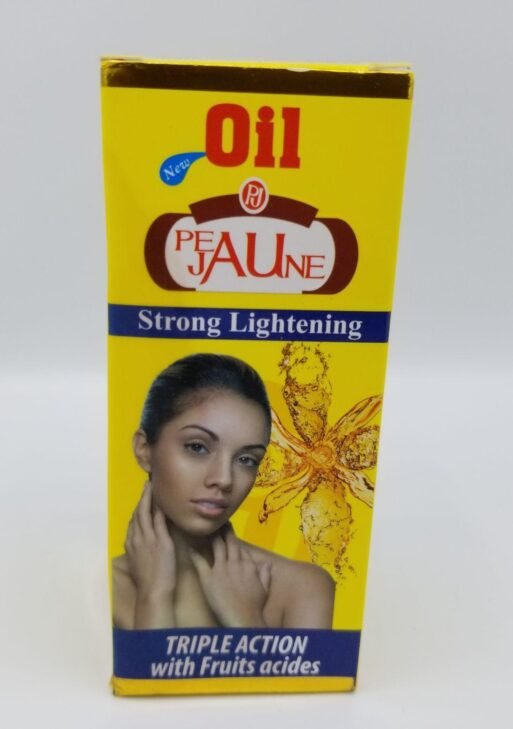 Oil
New
PJ
PE
JAUNE
Strong Lightening
TRIPLE ACTION
with Fruits acides